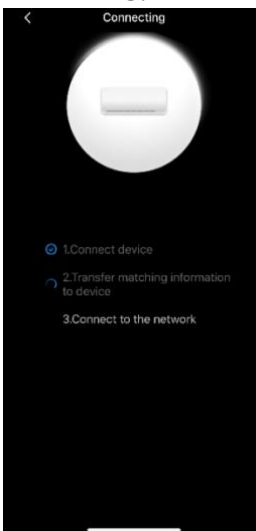 Connecting
1.Connect device
2.Transfer matching information
to device
3.Connect to the network